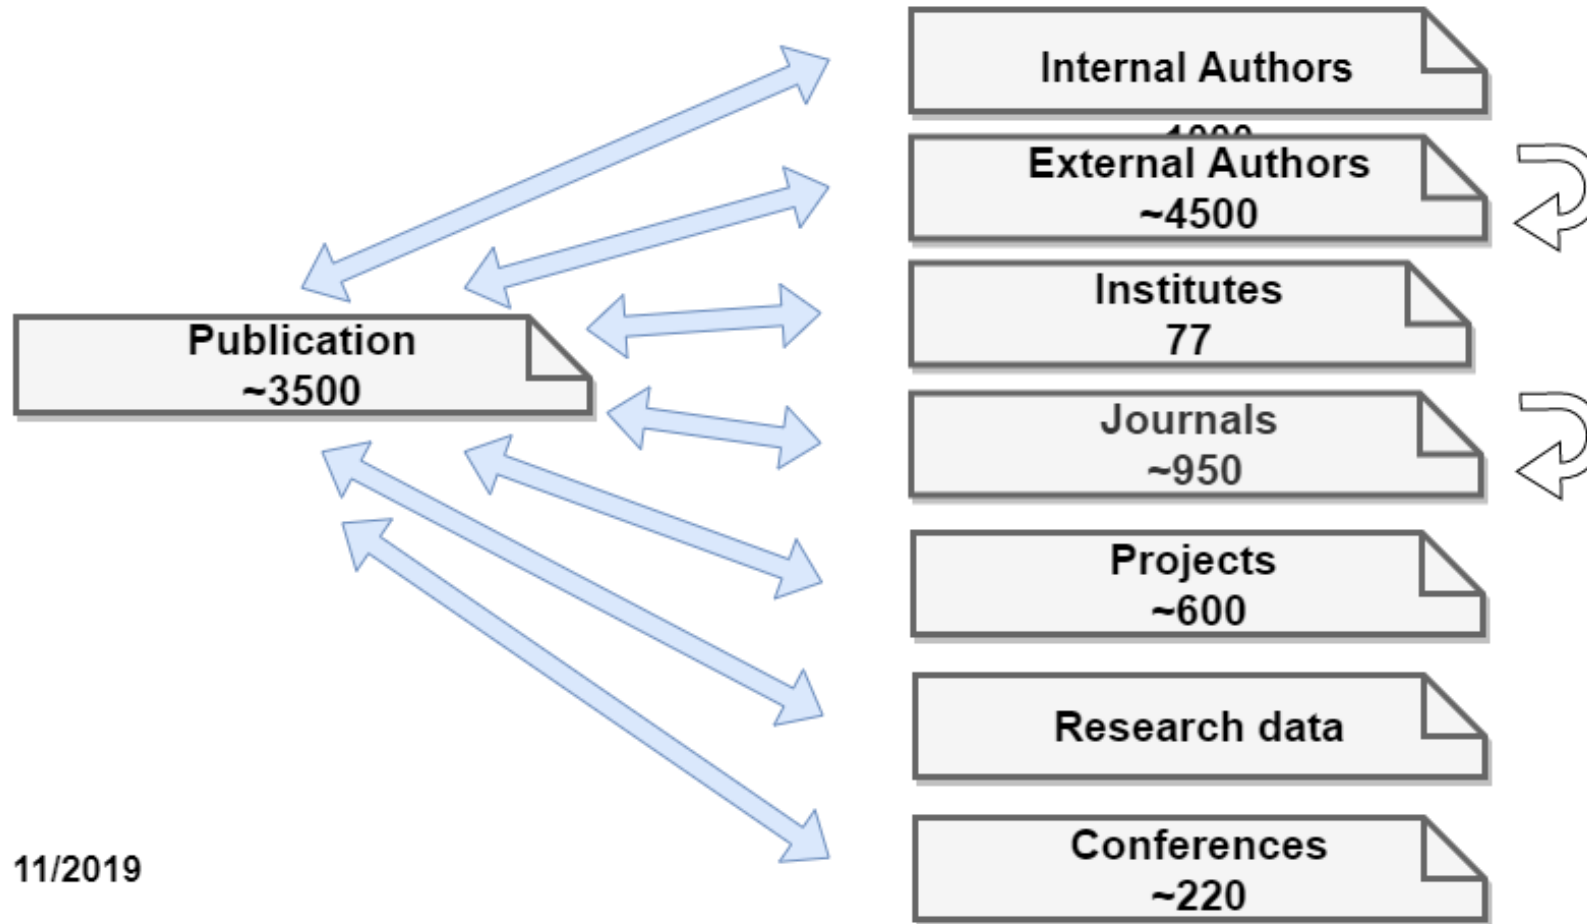 Internal Authors
External Authors
~4500
Institutes
77
Publication
~3500
Journals
~950
Projects
~600
Research data
Conferences
~220
11/2019